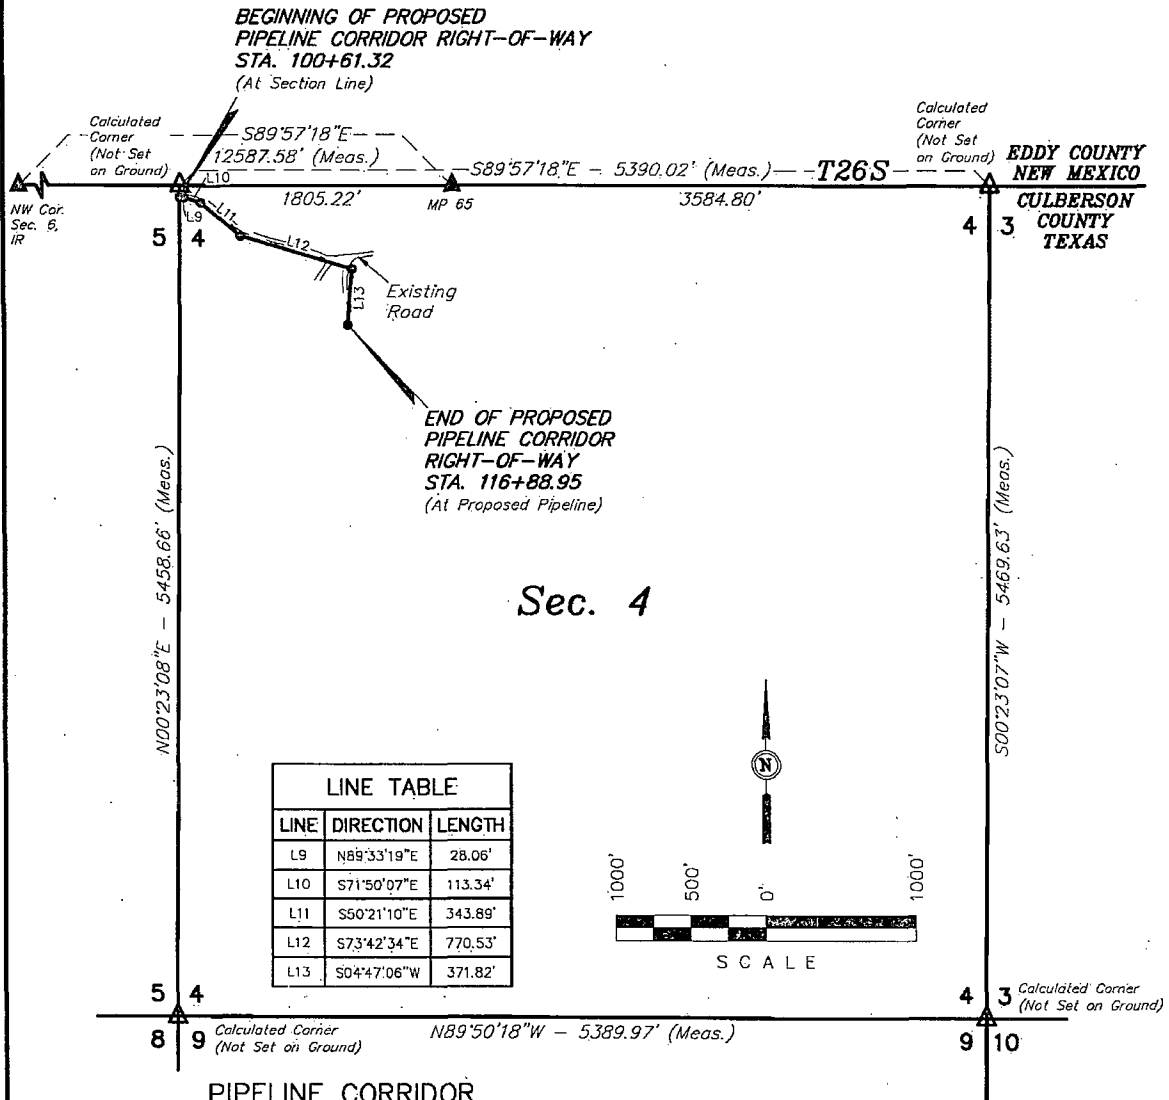 BEGINNING OF PROPOSED
PIPELINE CORRIDOR RIGHT-OF-WAY
STA. 100+61.32
(At Section Line)
Calculated
Corner
(Not Set
on Ground)
S89°57'18"E
12587.58' (Meas.)
S89°57'18"E - 5390.02' (Meas.)
T26S
Calculated
Corner
(Not Set
on Ground)
EDDY COUNTY
NEW MEXICO
CULBERSON
COUNTY
TEXAS
NW Cor.
Sec. 6,
IR
L10
1805.22'
MP 65
3584.80'
L9
L11
L12
L13
5 4
4 3
Existing
Road
END OF PROPOSED
PIPELINE CORRIDOR
RIGHT-OF-WAY
STA. 116+88.95
(At Proposed Pipeline)
N00°23'08"E - 5458.66' (Meas.)
S00°23'07"W - 5469.63' (Meas.)
Sec. 4
N
LINE TABLE
LINE DIRECTION LENGTH
L9 N89°33'19"E 28.06'
L10 S71°50'07"E 113.34'
L11 S50°21'10"E 343.89'
L12 S73°42'34"E 770.53'
L13 S04°47'06"W 371.82'
1000' 500' 0' 1000'
SCALE
5 4
8 9
Calculated Corner
(Not Set on Ground)
N89°50'18"W - 5389.97' (Meas.)
4 3
9 10
Calculated Corner
(Not Set on Ground)
PIPELINE CORRIDOR